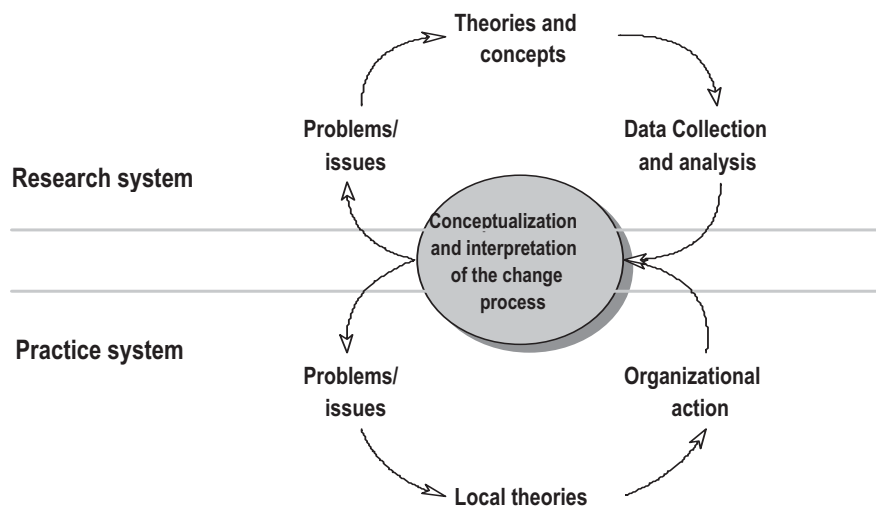 Theories and
concepts
Problems/
issues
Data Collection
and analysis
Research system
Conceptualization
and interpretation
of the change
process
Practice system
Problems/
issues
Organizational
action
Local theories